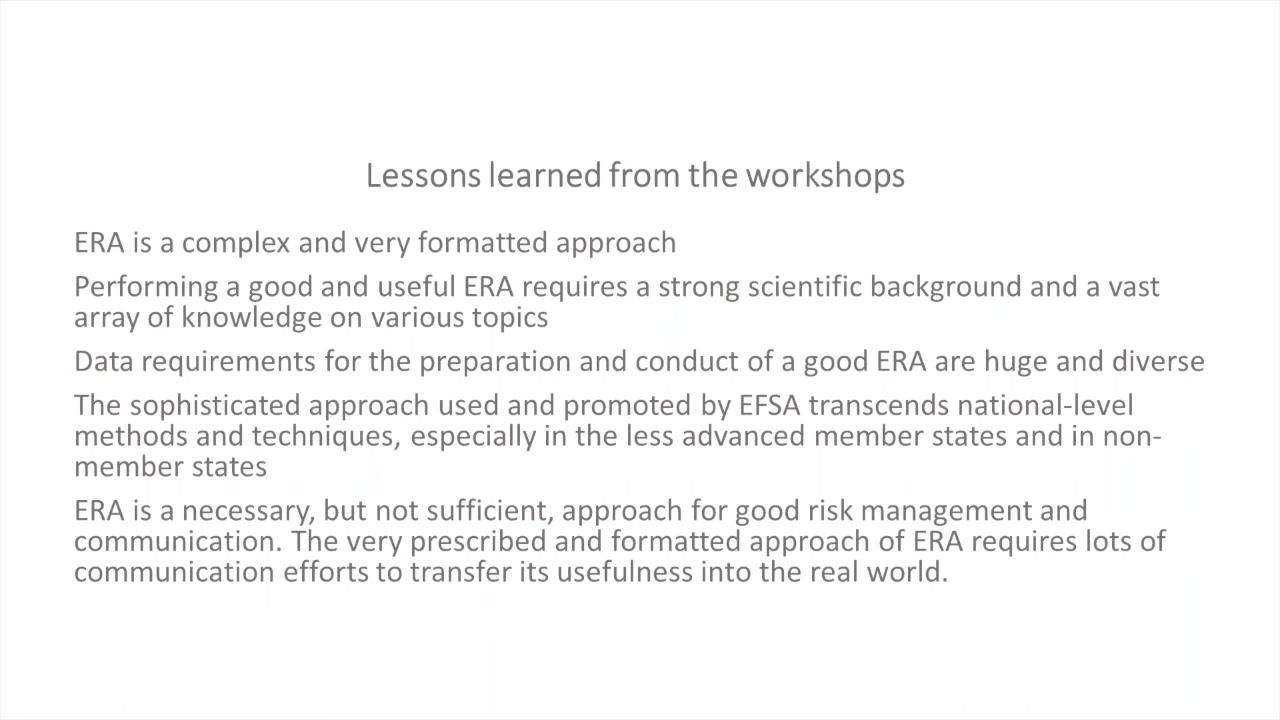 Lessons learned from the workshops
ERA is a complex and very formatted approach
Performing a good and useful ERA requires a strong scientific background and a vast
array of knowledge on various topics
Data requirements for the preparation and conduct of a good ERA are huge and diverse
The sophisticated approach used and promoted by EFSA transcends national-level
methods and techniques, especially in the less advanced member states and in non-
member states
ERA is a necessary, but not sufficient, approach for good risk management and
communication. The very prescribed and formatted approach of ERA requires lots of
communication efforts to transfer its usefulness into the real world.